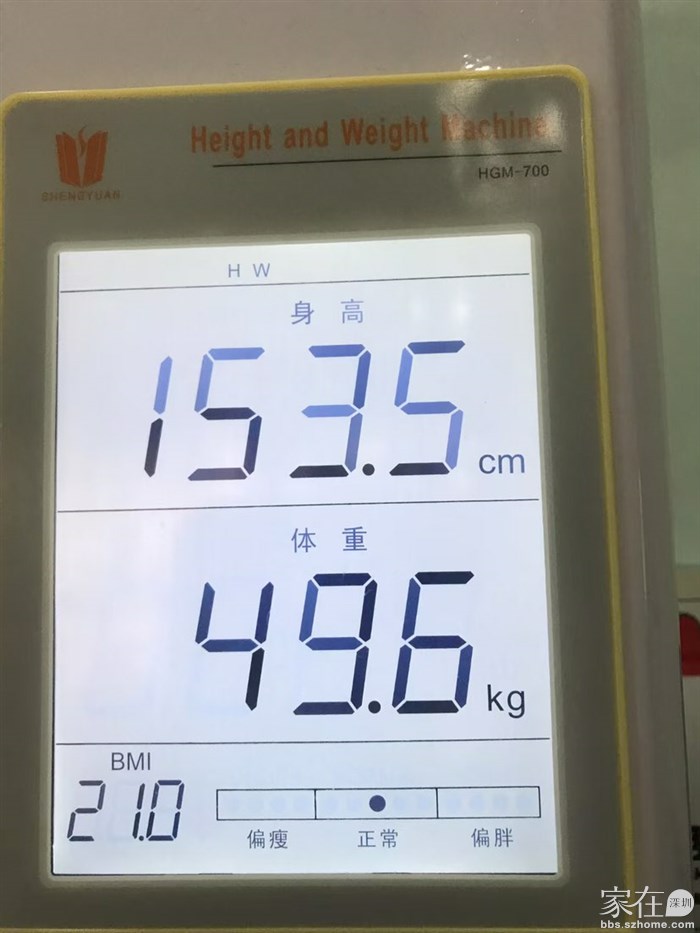 SHENGYUAN
Height and Weight Machine
HGM-700
H W
身高
153.5 cm
体重
49.6 kg
BMI
21.0
偏瘦 正常 偏胖
家在深圳
bbs.szhome.com